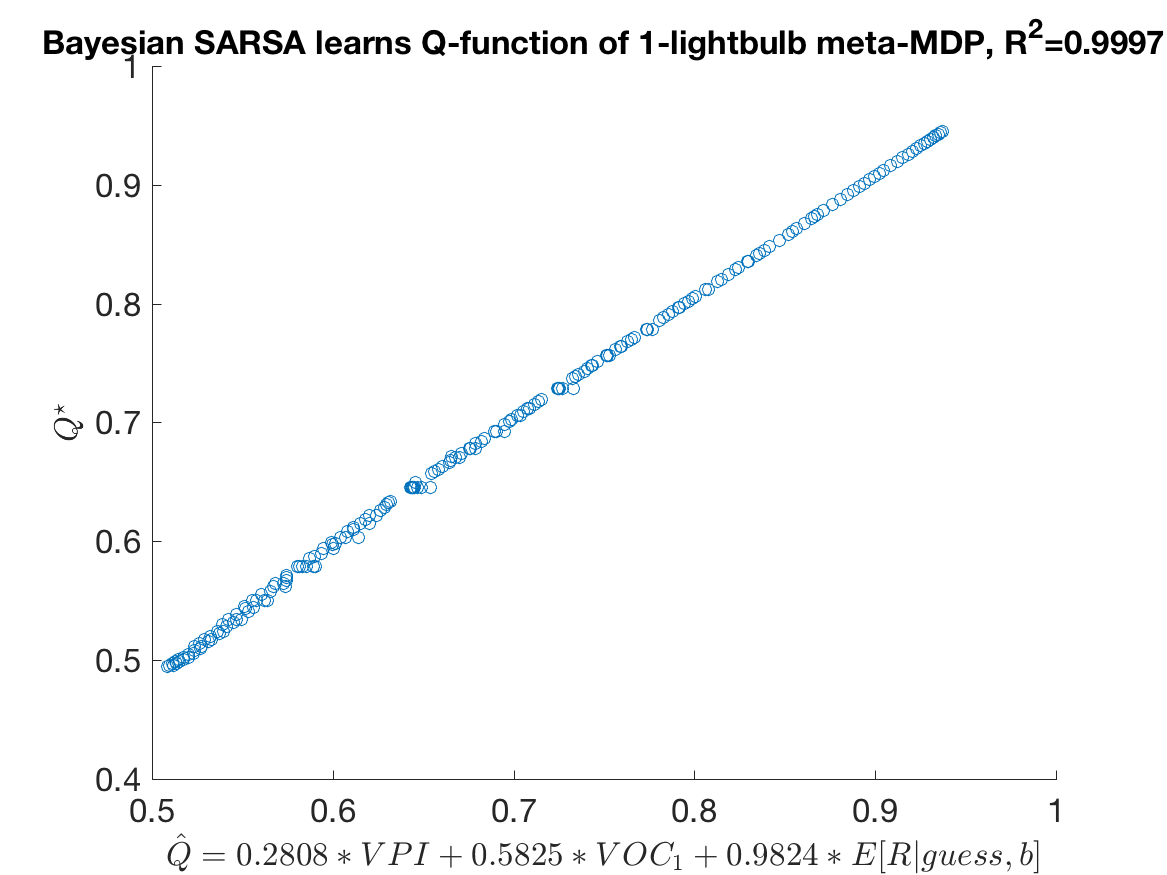 Bayesian SARSA learns Q-function of 1-lightbulb meta-MDP, R²=0.9997
1
0.9
0.8
0.7
0.6
0.5
0.4
Q⋆
0.5 0.6 0.7 0.8 0.9 1
Q̂ = 0.2808 ∗ VPI + 0.5825 ∗ VOC₁ + 0.9824 ∗ E[R|guess, b]